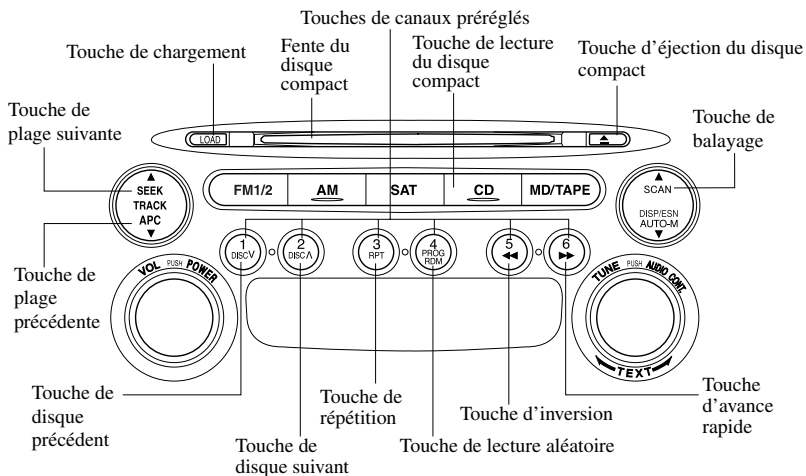 Touches de canaux préréglés
Touche de chargement
Fente du
disque
compact
Touche de lecture
du disque
compact
Touche d'éjection du disque
compact
Touche de
plage suivante
Touche de
balayage
LOAD
SEEK
TRACK
APC
FM1/2
AM
SAT
CD
MD/TAPE
SCAN
DISP/ESN
AUTO-M
1
DISC
2
DISC
3
RPT
4
PROG
RDM
5
6
Touche de
plage
précédente
VOL PUSH POWER
TUNE PUSH AUDIO CONT.
TEXT
Touche de
disque
précédent
Touche de
disque suivant
Touche de
répétition
Touche de lecture aléatoire
Touche d'inversion
Touche
d'avance
rapide